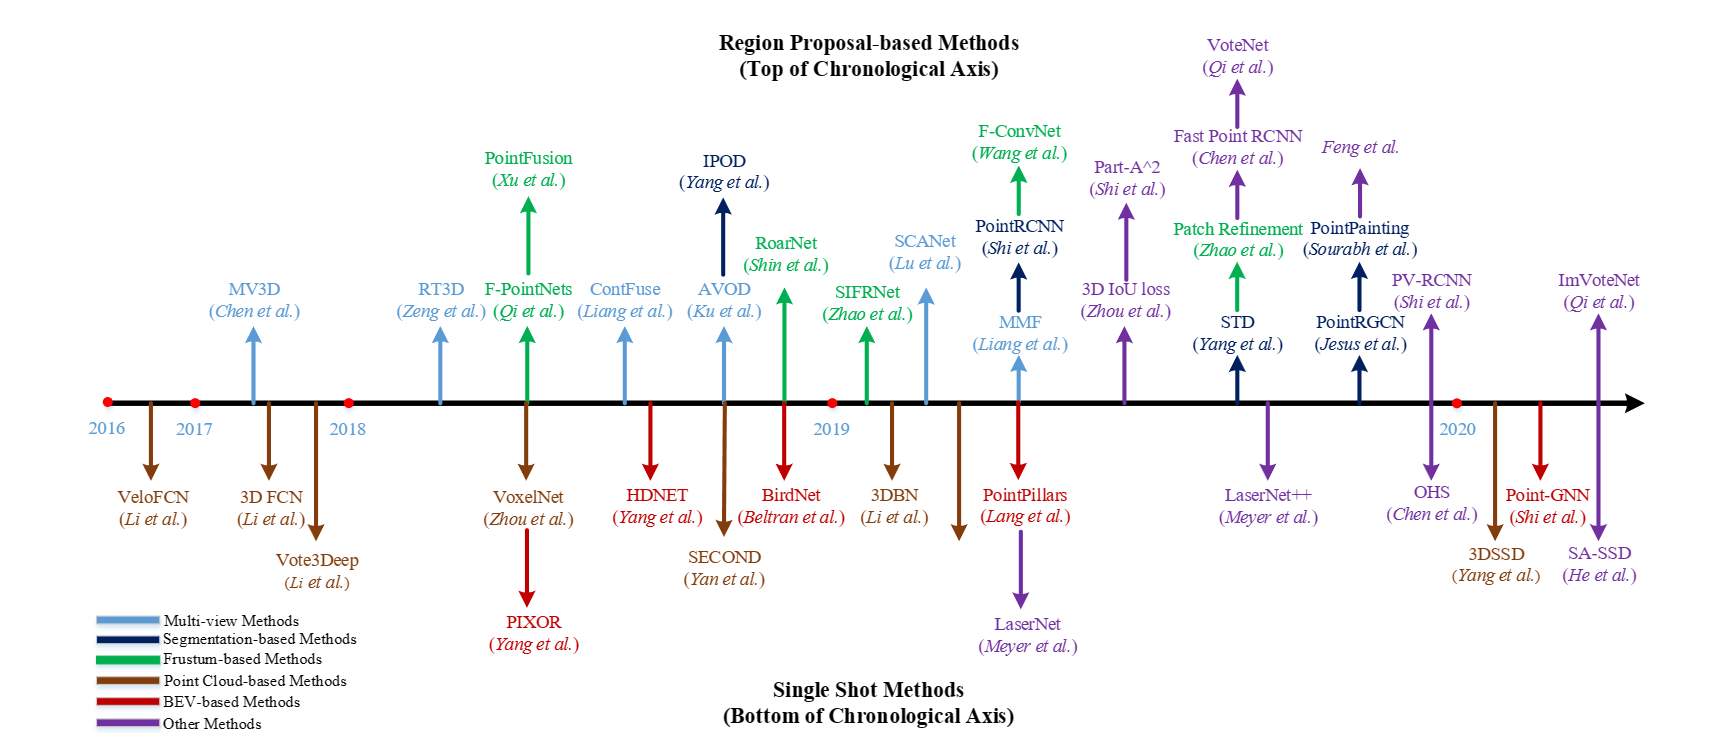 Region Proposal-based Methods
(Top of Chronological Axis)
VoteNet
(Qi et al.)
F-ConvNet
(Wang et al.)
Fast Point RCNN
(Chen et al.)
Feng et al.
PointFusion
(Xu et al.)
IPOD
(Yang et al.)
Part-A^2
(Shi et al.)
PointRCNN
(Shi et al.)
Patch Refinement
(Zhao et al.)
PointPainting
(Sourabh et al.)
RoarNet
(Shin et al.)
SCANet
(Lu et al.)
MV3D
(Chen et al.)
RT3D
(Zeng et al.)
F-PointNets
(Qi et al.)
ContFuse
(Liang et al.)
AVOD
(Ku et al.)
SIFRNet
(Zhao et al.)
3D IoU loss
(Zhou et al.)
PV-RCNN
(Shi et al.)
ImVoteNet
(Qi et al.)
MMF
(Liang et al.)
STD
(Yang et al.)
PointRGCN
(Jesus et al.)
2016
2017
2018
2019
2020
VeloFCN
(Li et al.)
3D FCN
(Li et al.)
VoxelNet
(Zhou et al.)
HDNET
(Yang et al.)
BirdNet
(Beltran et al.)
3DBN
(Li et al.)
PointPillars
(Lang et al.)
LaserNet++
(Meyer et al.)
OHS
(Chen et al.)
Point-GNN
(Shi et al.)
Vote3Deep
(Li et al.)
SECOND
(Yan et al.)
3DSSD
(Yang et al.)
SA-SSD
(He et al.)
PIXOR
(Yang et al.)
LaserNet
(Meyer et al.)
Multi-view Methods
Segmentation-based Methods
Frustum-based Methods
Point Cloud-based Methods
BEV-based Methods
Other Methods
Single Shot Methods
(Bottom of Chronological Axis)